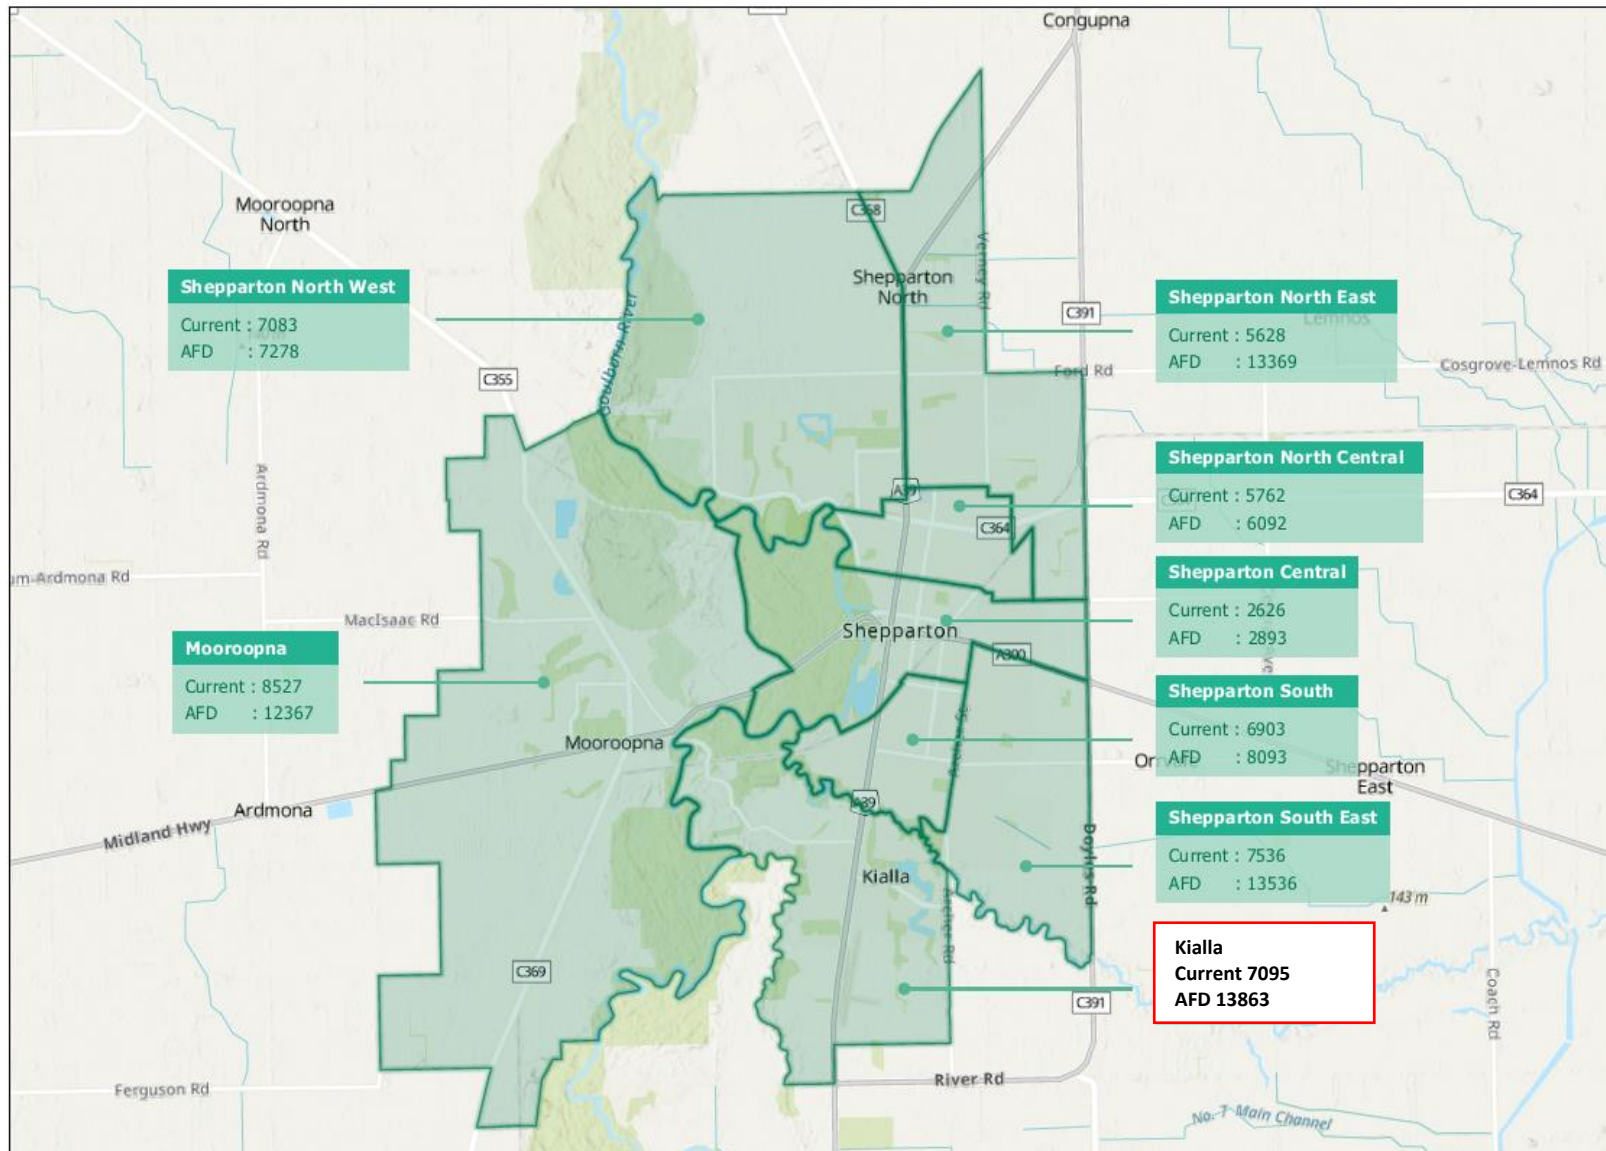 Congupna
Mooroopna
North
C358
Verney Rd
Shepparton
North
Shepparton North West
Current : 7083
AFD : 7278
Goulburn River
Shepparton North East
Current : 5628
AFD : 13369
Lemnos
C391
C355
Ford Rd
Cosgrove-Lemnos Rd
Shepparton North Central
Current : 5762
AFD : 6092
Ardmona Rd
A39
C364
C364
um-Ardmona Rd
Shepparton Central
Current : 2626
AFD : 2893
MacIsaac Rd
Shepparton
A300
Mooroopna
Current : 8527
AFD : 12367
Shepparton South
Current : 6903
AFD : 8093
Mooroopna
Shepparton
East
Ardmona
Midland Hwy
A39
Shepparton South East
Current : 7536
AFD : 13536
Doyles Rd
Kialla
Archer Rd
143 m
Kialla
Current 7095
AFD 13863
C369
C391
Coach Rd
Ferguson Rd
River Rd
No. 7 Main Channel